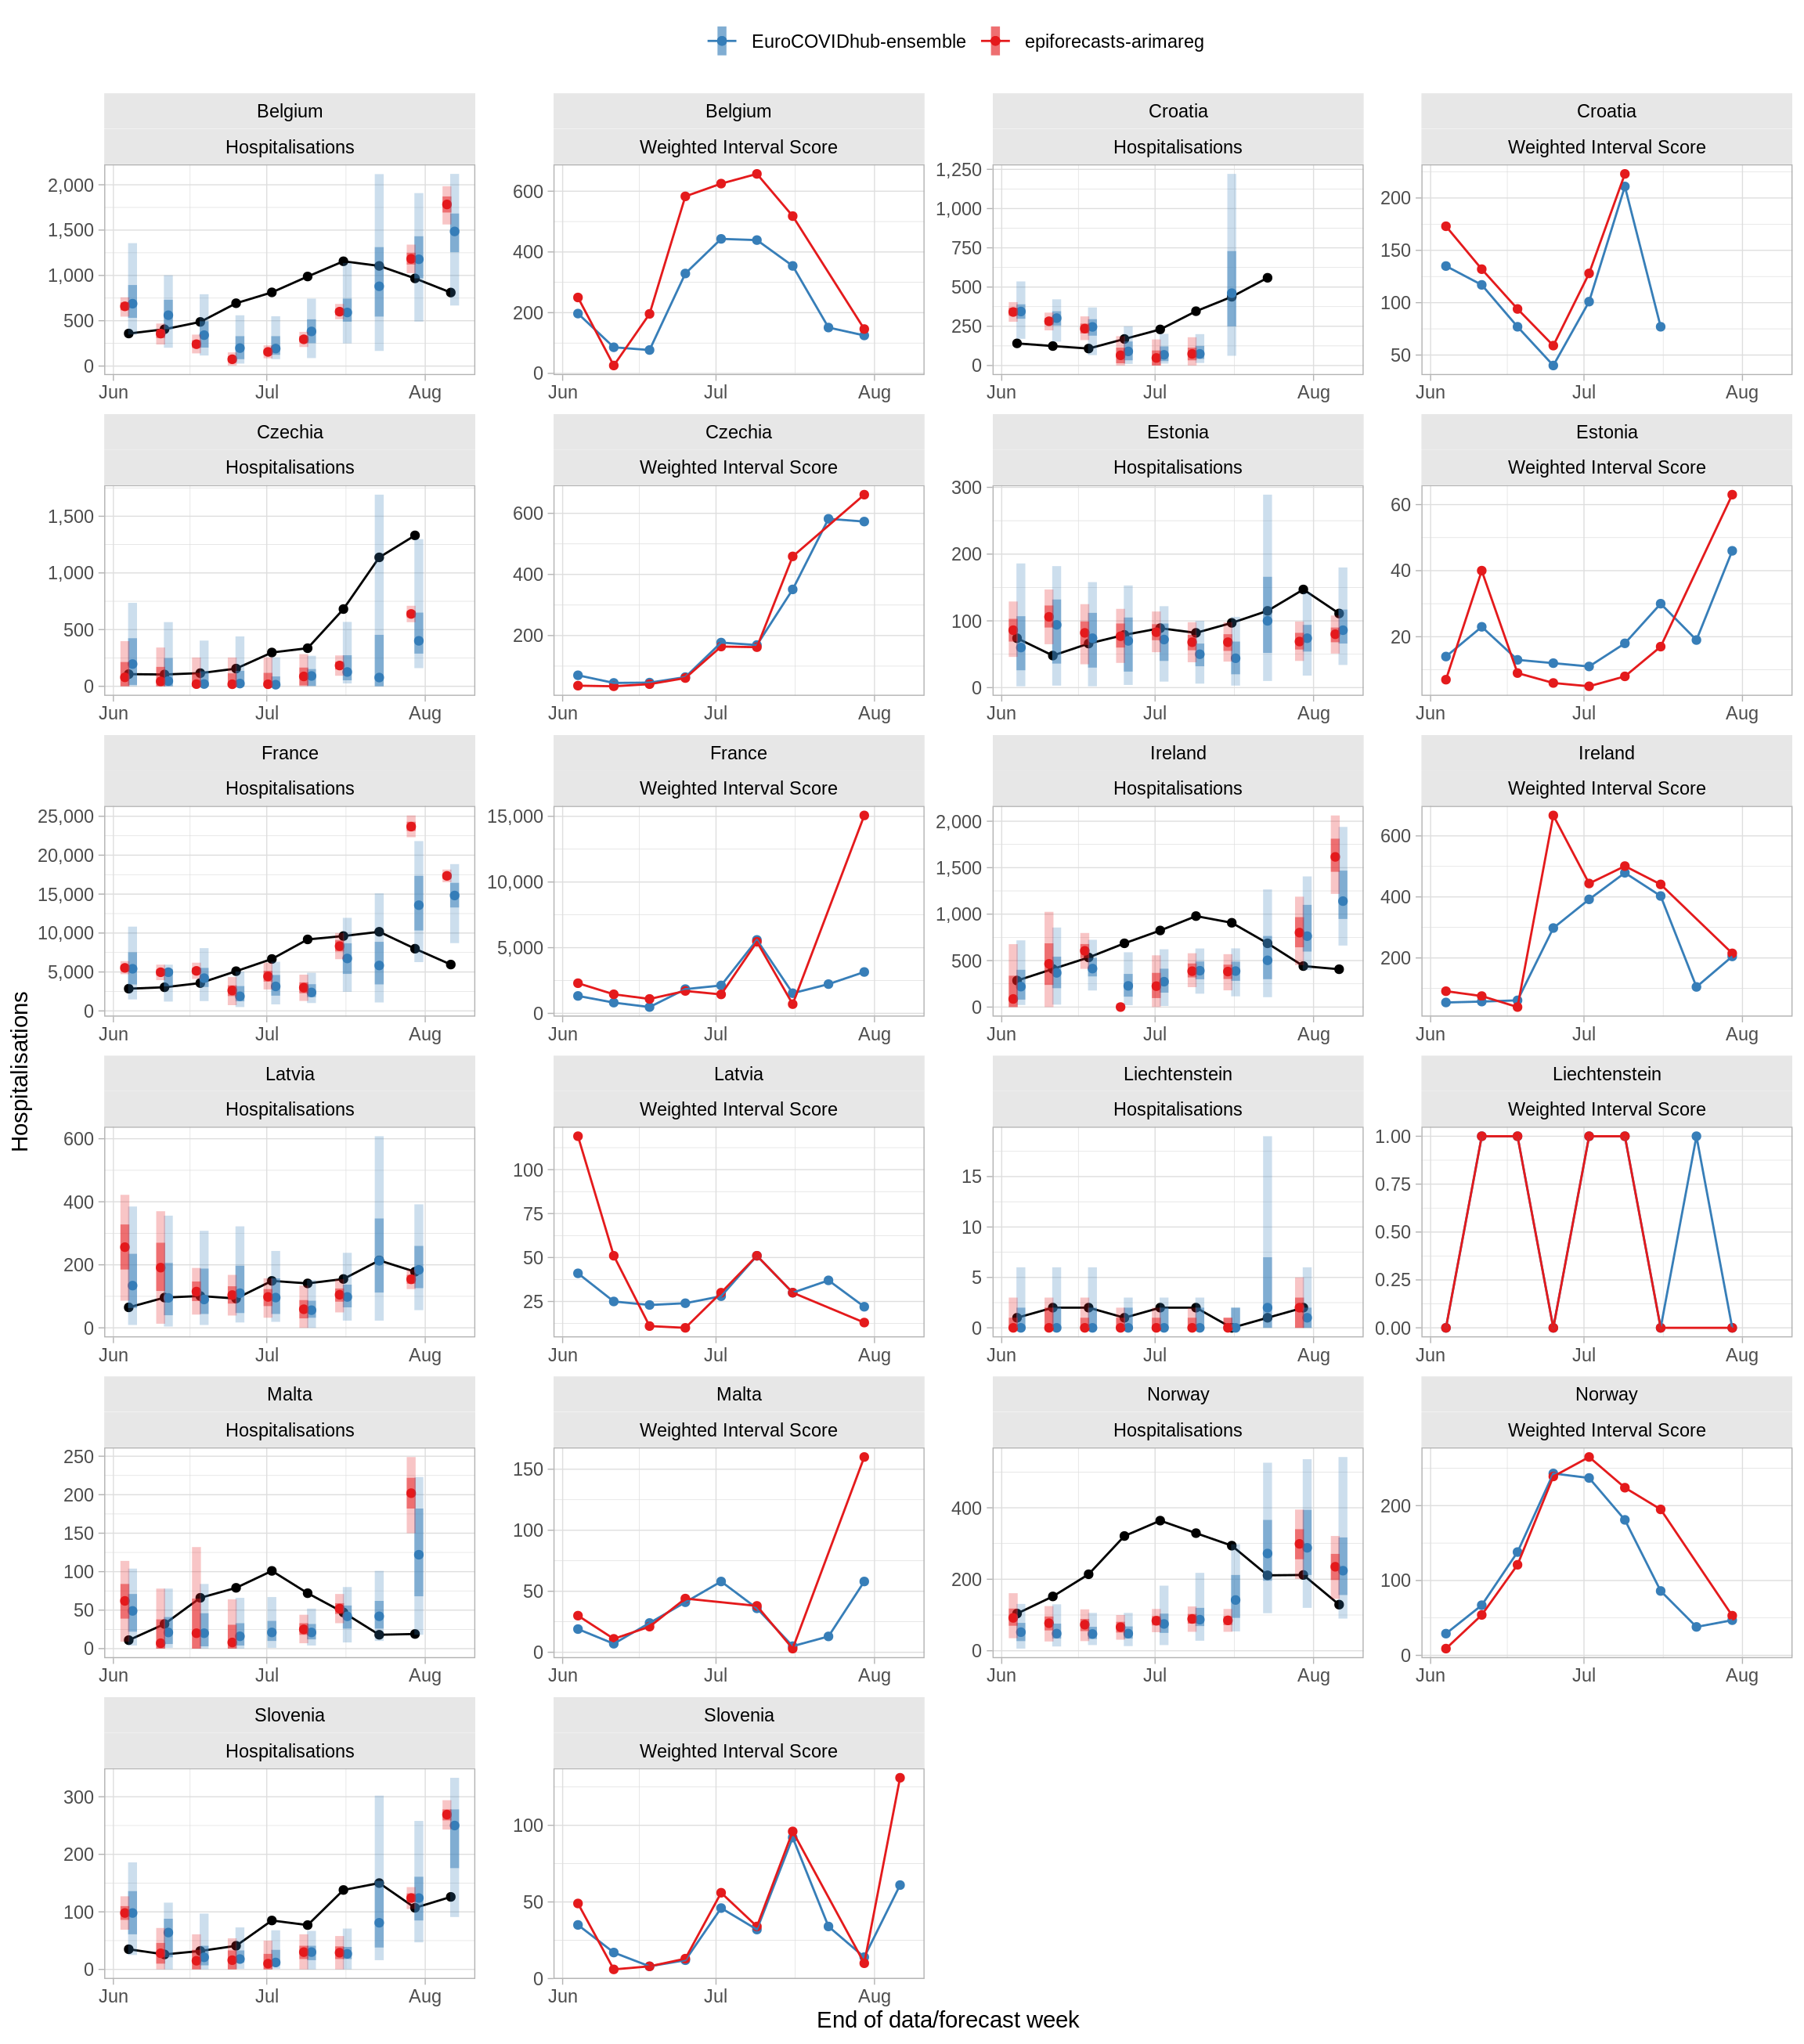 EuroCOVIDhub-ensemble epiforecasts-arimareg
Belgium Belgium Croatia Croatia
Hospitalisations Weighted Interval Score Hospitalisations Weighted Interval Score
2,000 1,500 1,000 500 0
600 400 200 0
1,250 1,000 750 500 250 0
200 150 100 50
Jun Jul Aug Jun Jul Aug Jun Jul Aug Jun Jul Aug
Czechia Czechia Estonia Estonia
Hospitalisations Weighted Interval Score Hospitalisations Weighted Interval Score
1,500 1,000 500 0
600 400 200
300 200 100 0
60 40 20
Jun Jul Aug Jun Jul Aug Jun Jul Aug Jun Jul Aug
France France Ireland Ireland
Hospitalisations Weighted Interval Score Hospitalisations Weighted Interval Score
25,000 20,000 15,000 10,000 5,000 0
15,000 10,000 5,000 0
2,000 1,500 1,000 500 0
600 400 200
Jun Jul Aug Jun Jul Aug Jun Jul Aug Jun Jul Aug
Hospitalisations
Latvia Latvia Liechtenstein Liechtenstein
Hospitalisations Weighted Interval Score Hospitalisations Weighted Interval Score
600 400 200 0
100 75 50 25
15 10 5 0
1.00 0.75 0.50 0.25 0.00
Jun Jul Aug Jun Jul Aug Jun Jul Aug Jun Jul Aug
Malta Malta Norway Norway
Hospitalisations Weighted Interval Score Hospitalisations Weighted Interval Score
250 200 150 100 50 0
150 100 50 0
400 200 0
200 100 0
Jun Jul Aug Jun Jul Aug Jun Jul Aug Jun Jul Aug
Slovenia Slovenia
Hospitalisations Weighted Interval Score
300 200 100 0
100 50 0
Jun Jul Aug Jun Jul Aug
End of data/forecast week